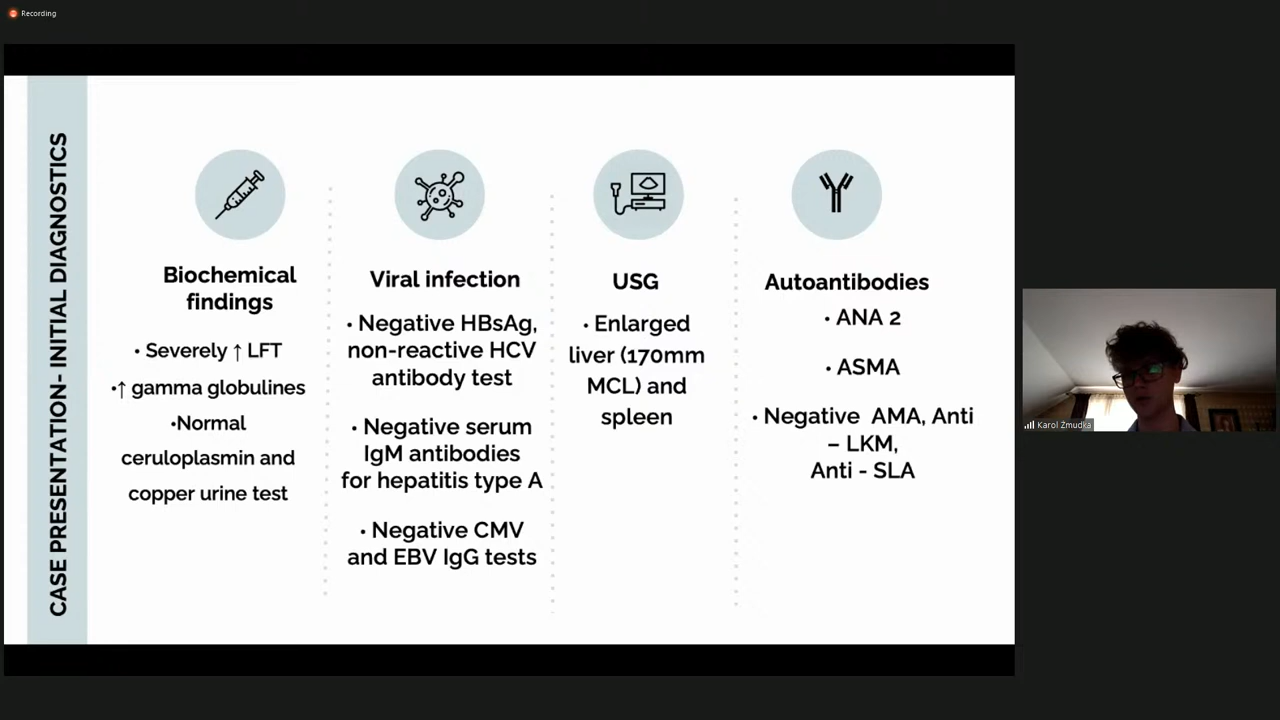 Recording
CASE PRESENTATION- INITIAL DIAGNOSTICS
Biochemical
findings
• Severely ↑ LFT
•↑ gamma globulines
•Normal
ceruloplasmin and
copper urine test
Viral infection
• Negative HBsAg,
non-reactive HCV
antibody test
• Negative serum
IgM antibodies
for hepatitis type A
• Negative CMV
and EBV IgG tests
USG
• Enlarged
liver (170mm
MCL) and
spleen
Autoantibodies
• ANA 2
• ASMA
• Negative AMA, Anti
– LKM,
Anti - SLA
Karol Żmudka